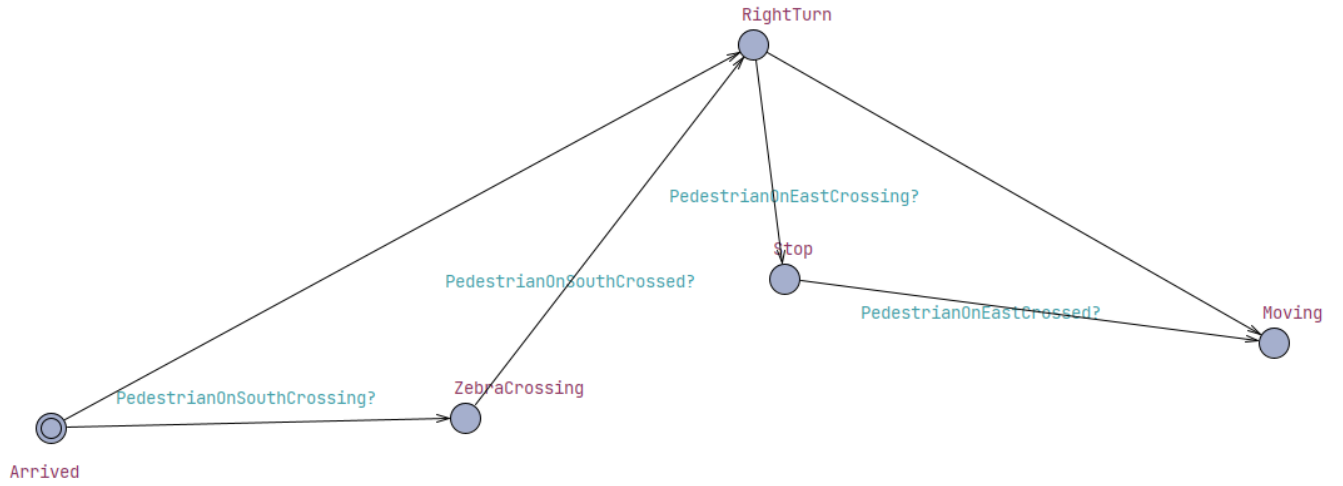 RightTurn
PedestrianOnEastCrossing?
Stop
PedestrianOnSouthCrossed?
PedestrianOnEastCrossed?
Moving
ZebraCrossing
PedestrianOnSouthCrossing?
Arrived